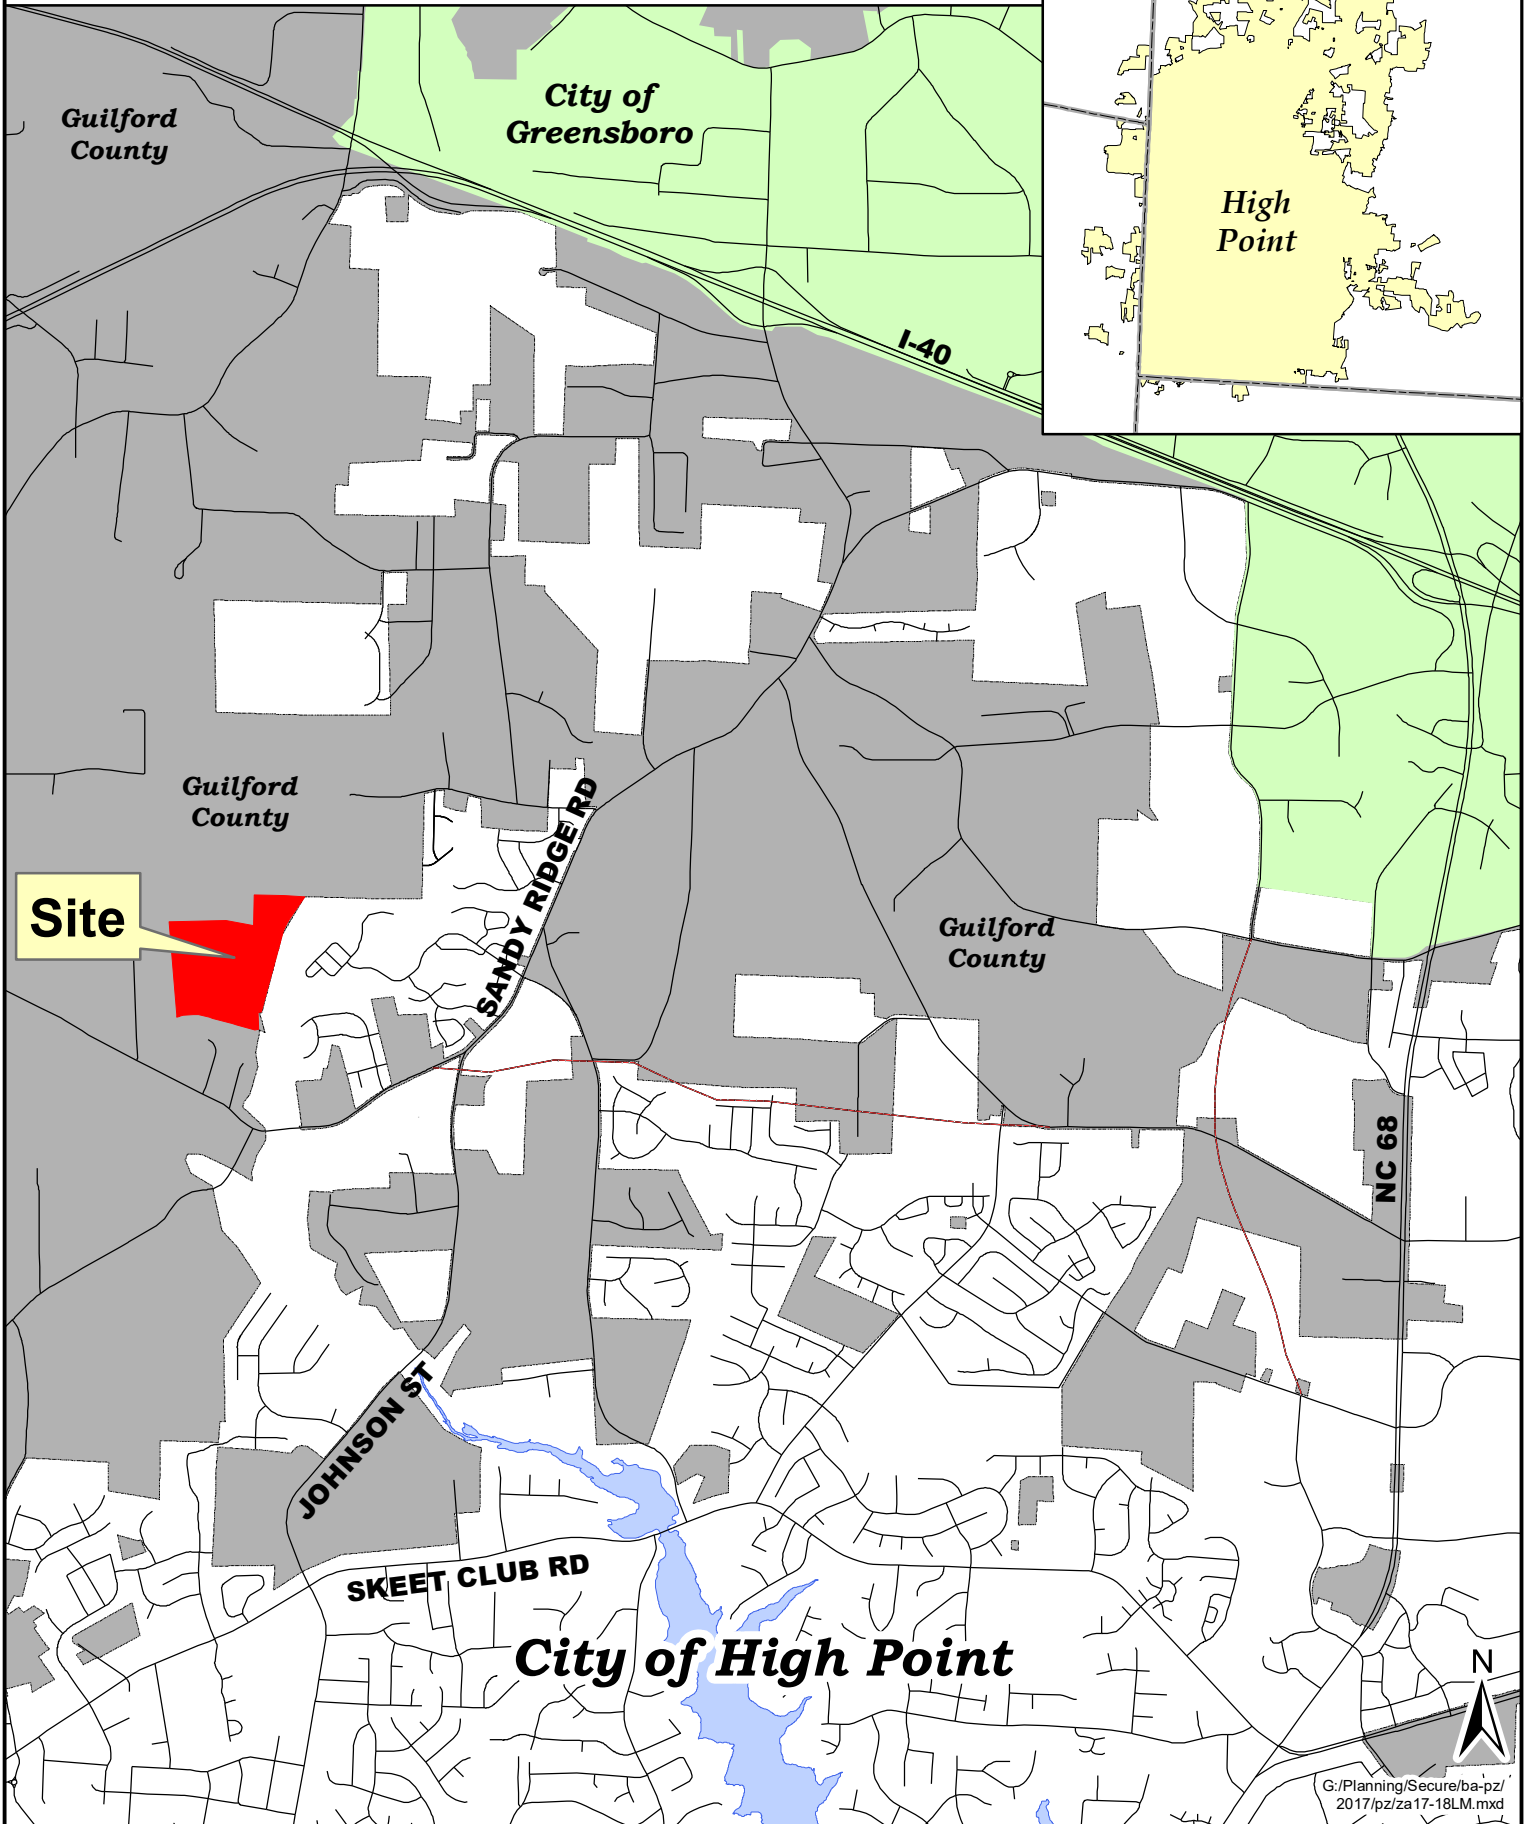 City of
Greensboro
Guilford
County
High
Point
I-40
Guilford
County
SANDY RIDGE RD
Site
Guilford
County
NC 68
JOHNSON ST
SKEET CLUB RD
City of High Point
N
G:/Planning/Secure/ba-pz/
2017/pz/za17-18LM.mxd